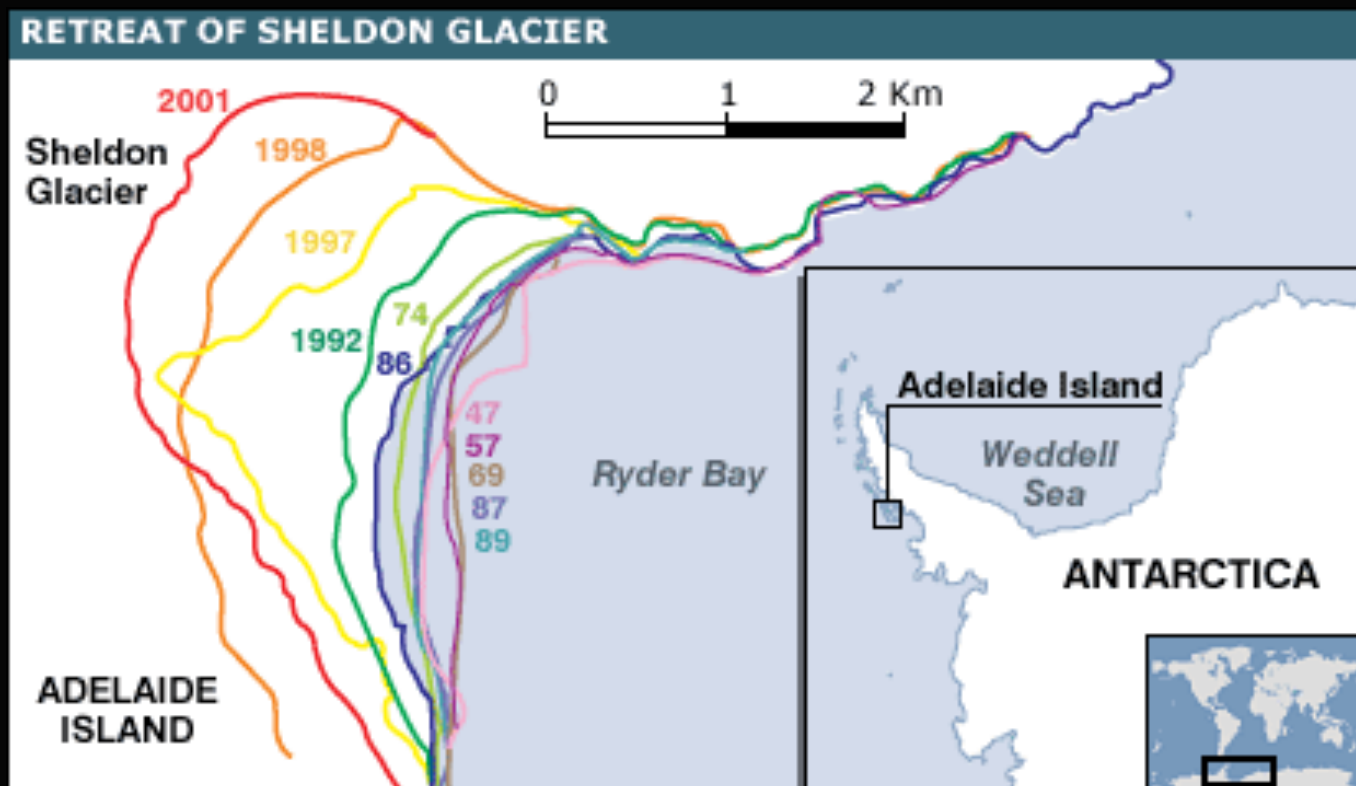 RETREAT OF SHELDON GLACIER
0 1 2 Km
2001
Sheldon
Glacier
1998
1997
74
1992
86
47
57
69
87
89
Ryder Bay
Adelaide Island
Weddell
Sea
ANTARCTICA
ADELAIDE
ISLAND